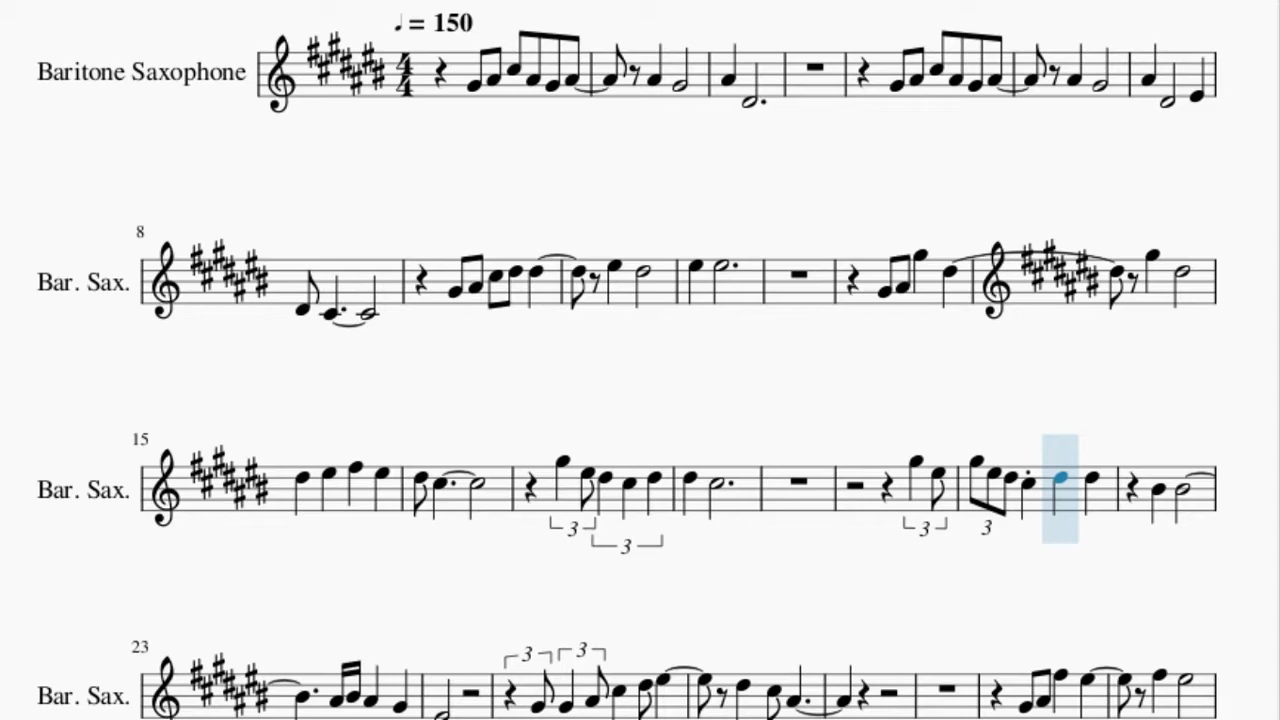 ♩ = 150
Baritone Saxophone
4
4
8
Bar. Sax.
15
Bar. Sax.
3
3
3
3
23
3
3
Bar. Sax.